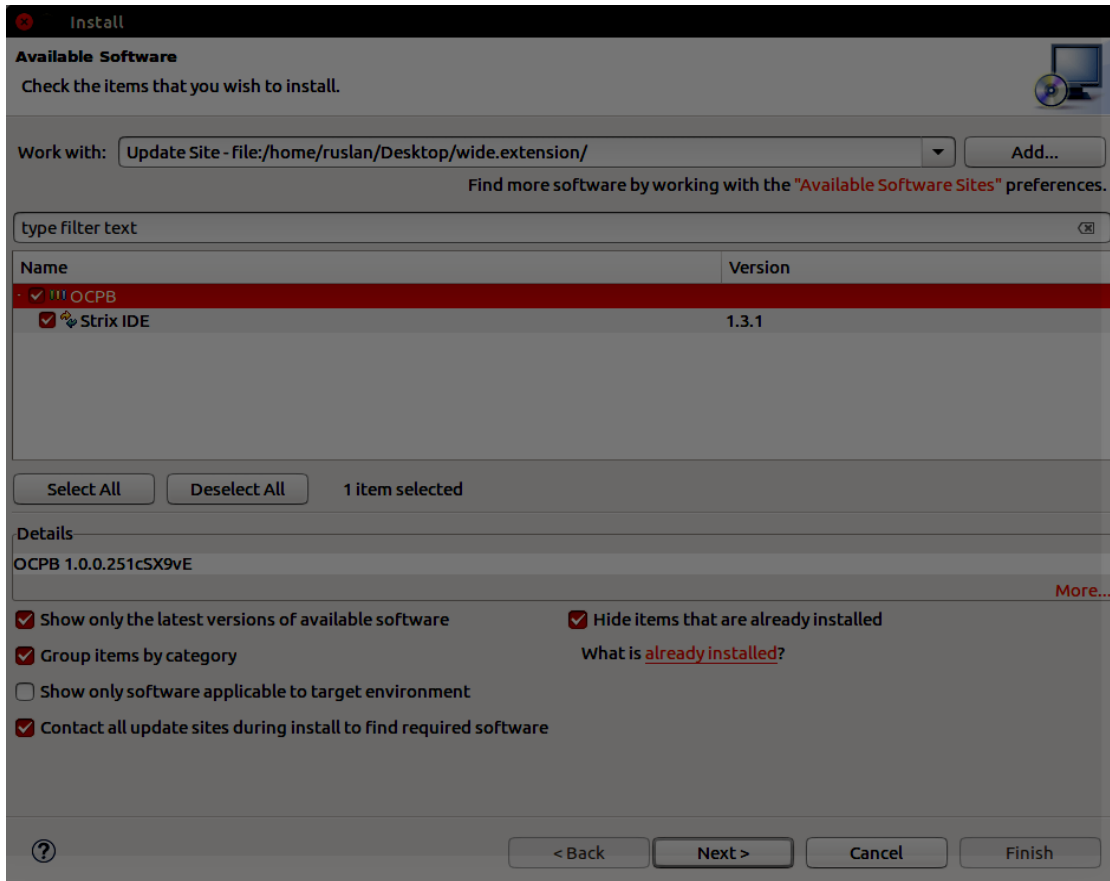 Install
Available Software
Check the items that you wish to install.
Work with: Update Site - file:/home/ruslan/Desktop/wide.extension/ Add...
Find more software by working with the "Available Software Sites" preferences.
type filter text
Name Version
OCPB
Strix IDE 1.3.1
Select All Deselect All 1 item selected
Details
OCPB 1.0.0.251cSX9vE
More...
Show only the latest versions of available software Hide items that are already installed
Group items by category What is already installed?
Show only software applicable to target environment
Contact all update sites during install to find required software
? < Back Next > Cancel Finish